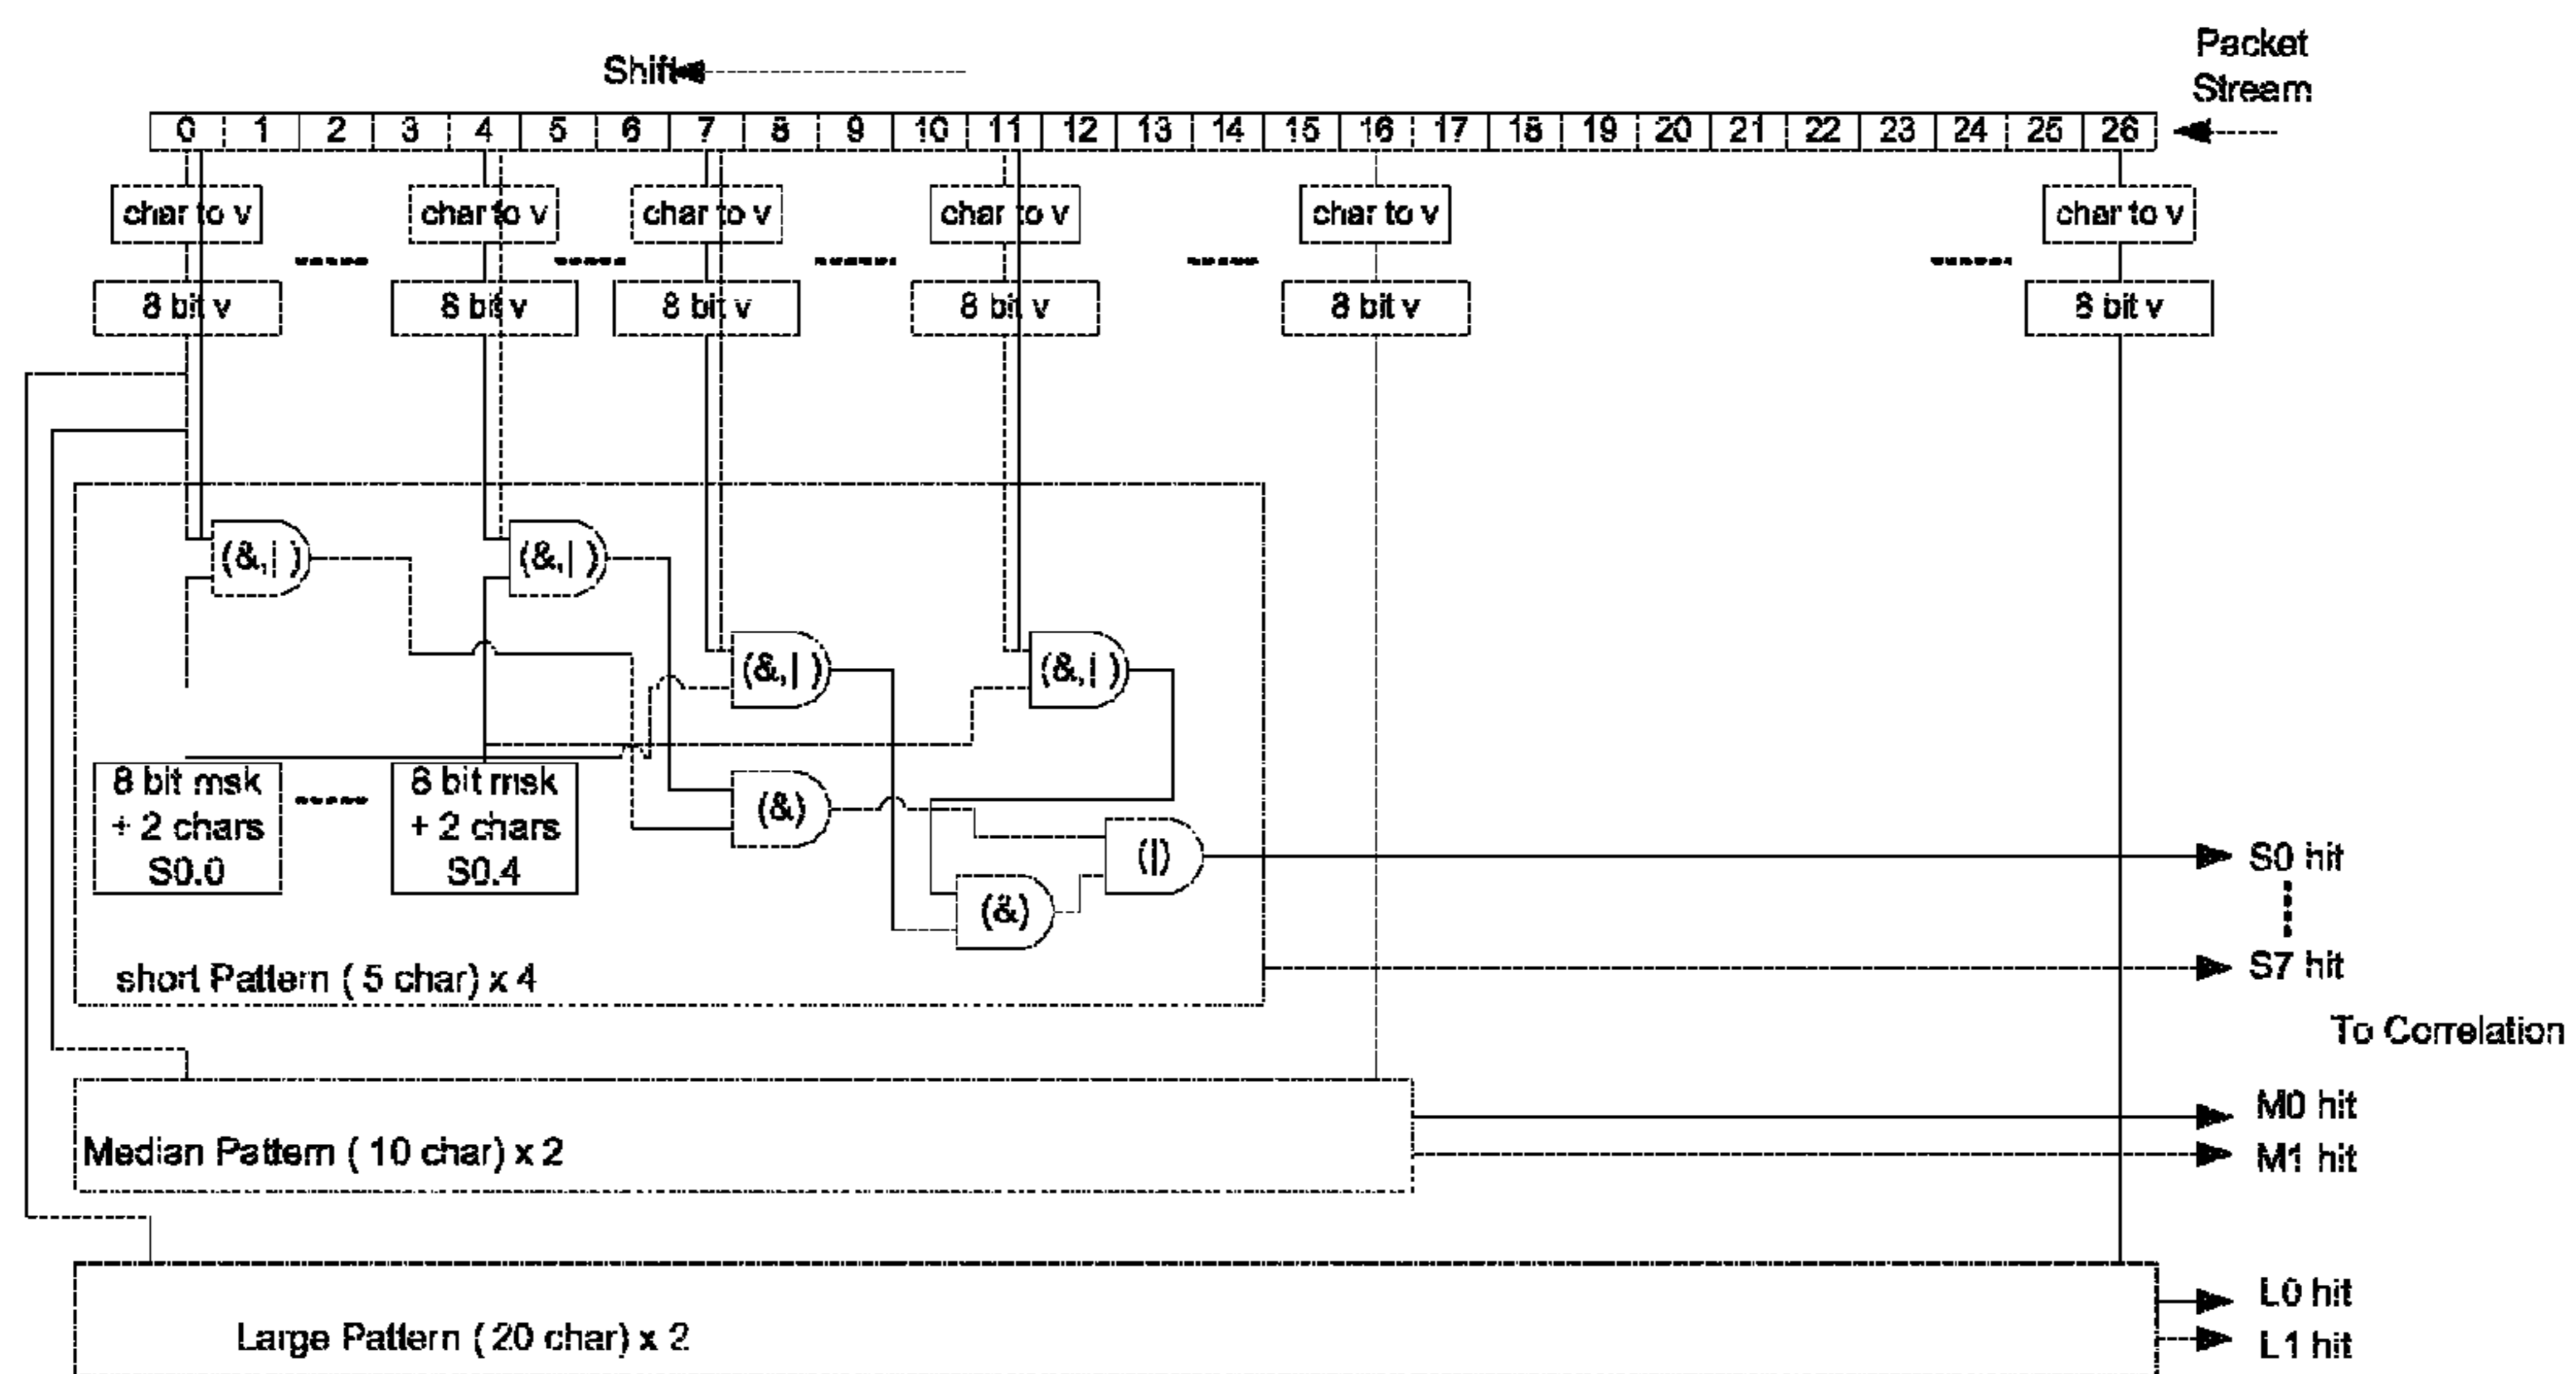 Packet
Stream
Shift
0 1 2 3 4 5 6 7 8 9 10 11 12 13 14 15 16 17 18 19 20 21 22 23 24 25 26
char to v char to v char to v char to v char to v char to v
8 bit v 8 bit v 8 bit v 8 bit v 8 bit v 8 bit v
(&,| ) (&,| )
(&,| ) (&,| )
8 bit msk
+ 2 chars
S0.0
8 bit msk
+ 2 chars
S0.4
(&)
(|)
(&)
short Pattern ( 5 char) x 4
S0 hit
S7 hit
To Correlation
Median Pattern ( 10 char) x 2
M0 hit
M1 hit
Large Pattern ( 20 char) x 2
L0 hit
L1 hit